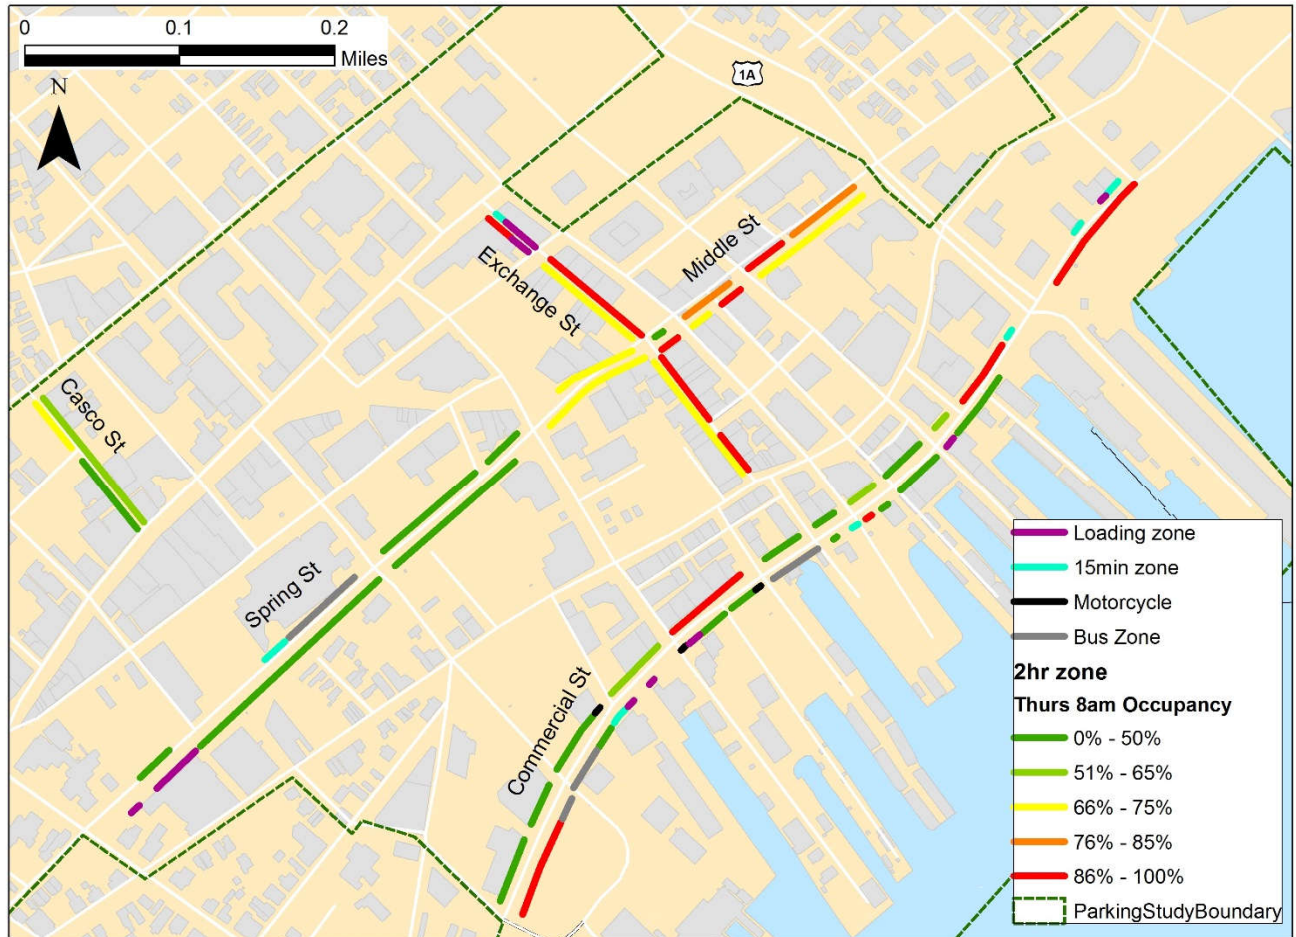 0 0.1 0.2
Miles
N
1A
Middle St
Exchange St
Casco St
Spring St
Commercial St
Loading zone
15min zone
Motorcycle
Bus Zone
2hr zone
Thurs 8am Occupancy
0% - 50%
51% - 65%
66% - 75%
76% - 85%
86% - 100%
ParkingStudyBoundary